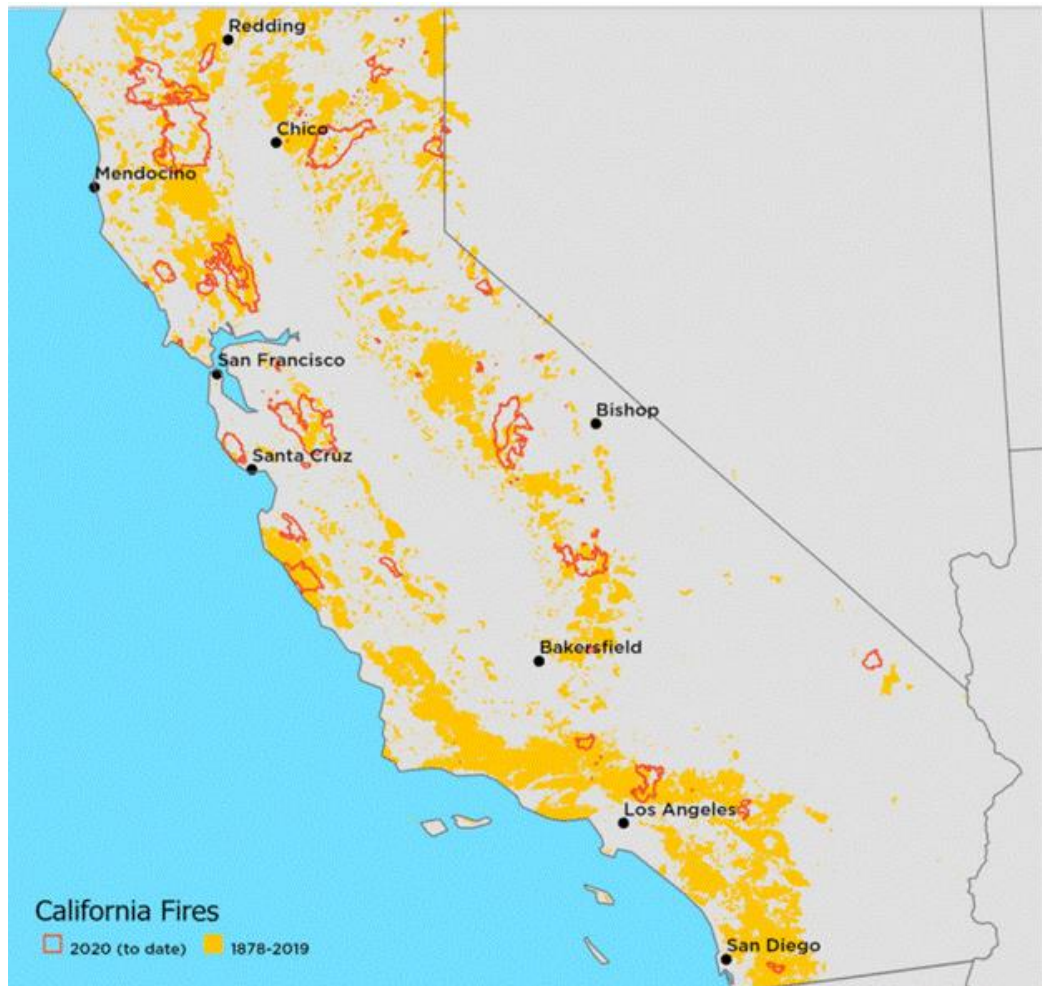 Redding
Chico
Mendocino
San Francisco
Bishop
Santa Cruz
Bakersfield
Los Angeles
California Fires
2020 (to date) 1878-2019
San Diego